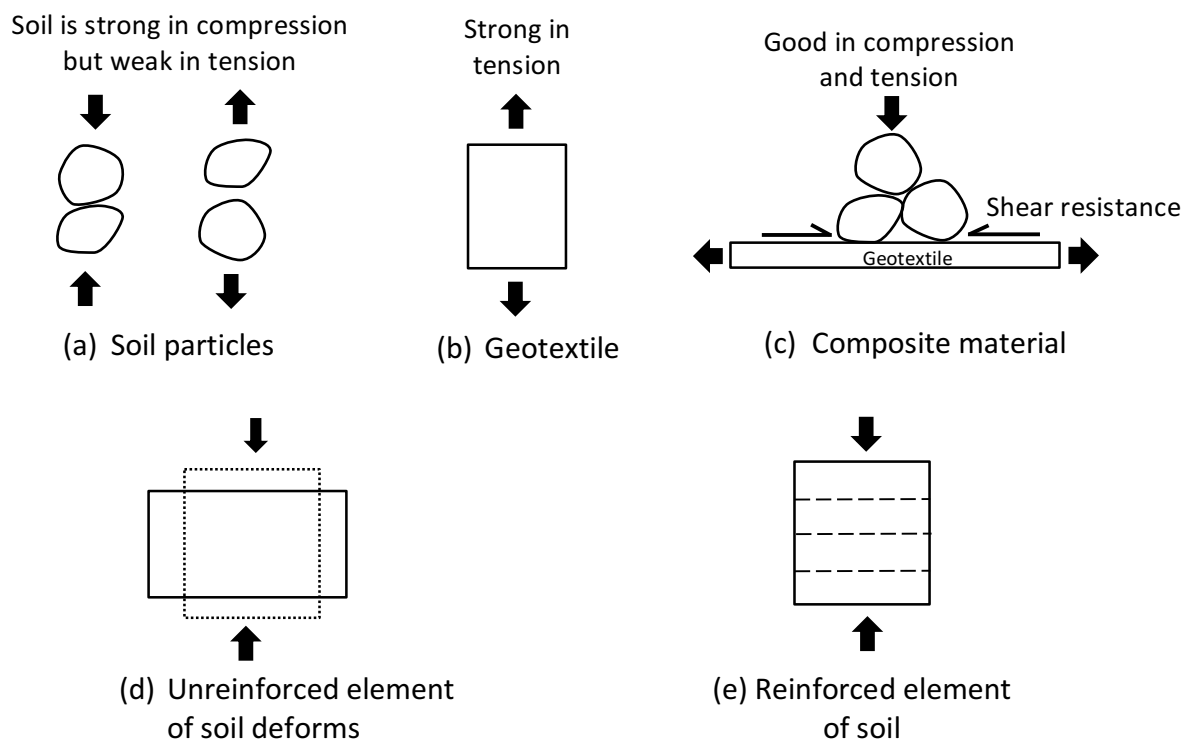 Soil is strong in compression
but weak in tension
Strong in
tension
Good in compression
and tension
Shear resistance
Geotextile
(a) Soil particles
(b) Geotextile
(c) Composite material
(d) Unreinforced element
of soil deforms
(e) Reinforced element
of soil